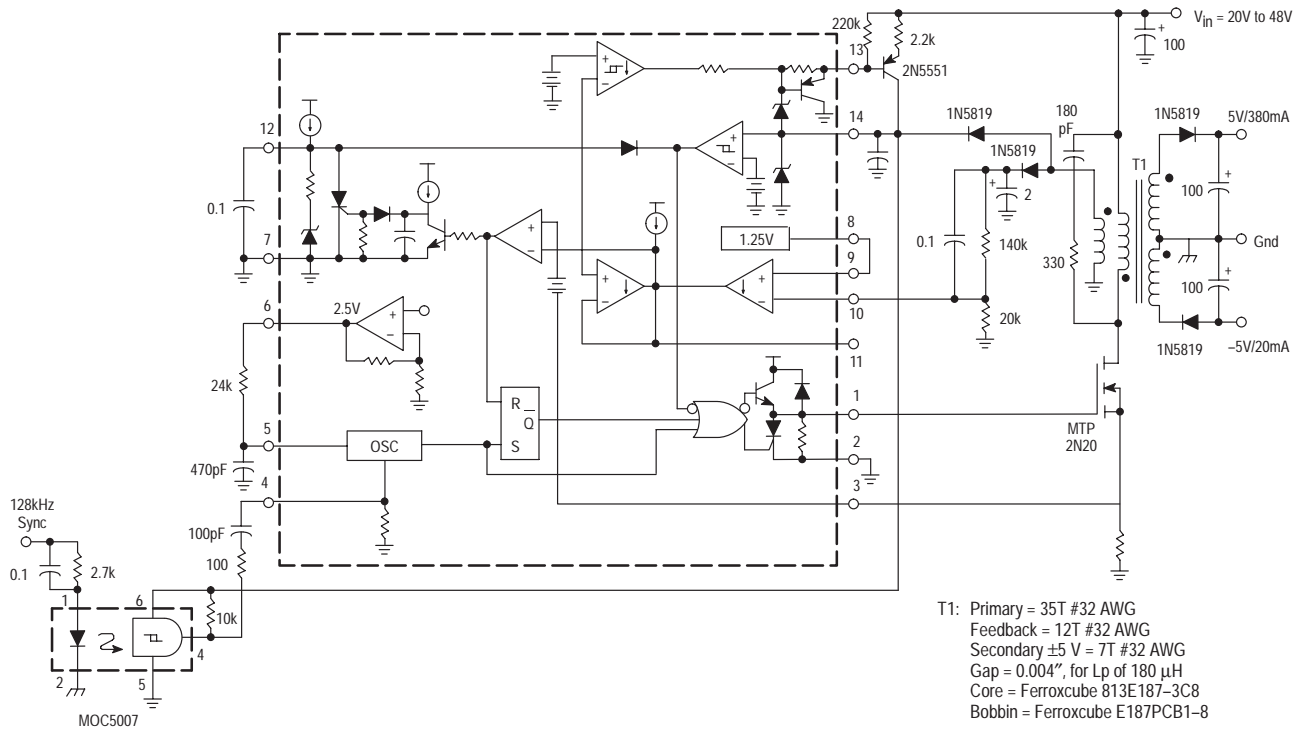 220k
2.2k
13
2N5551
Vin = 20V to 48V
+
100
12
0.1
7
+
−
14
1N5819
180
pF
1N5819
+
2
T1
1N5819
5V/380mA
+
100
Gnd
+
100
1N5819
–5V/20mA
+
−
1.25V
8
9
10
11
0.1
140k
20k
330
+
−
+
−
+
−
6
2.5V
+
−
24k
5
470pF
4
OSC
R
S
Q
1
2
3
MTP
2N20
128kHz
Sync
0.1
2.7k
100pF
100
10k
1
6
4
2
5
MOC5007
T1: Primary = 35T #32 AWG
Feedback = 12T #32 AWG
Secondary ±5 V = 7T #32 AWG
Gap = 0.004″, for Lp of 180 μH
Core = Ferroxcube 813E187–3C8
Bobbin = Ferroxcube E187PCB1–8